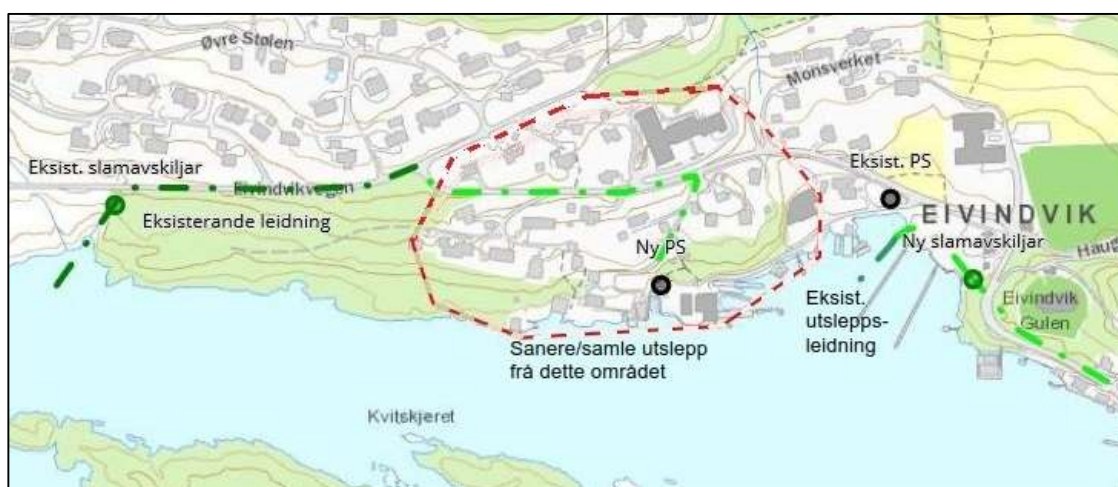 Øvre Stølen
Monsverket
Eksist. slamavskiljar
Eksist. PS
Eivindvikvegen
Eksisterande leidning
EIVINDVIK
Ny PS
Ny slamavskiljar
Eksist.
utslepps-
leidning
Eivindvik
Gulen
Sanere/samle utslepp
frå dette området
Kvitskjeret